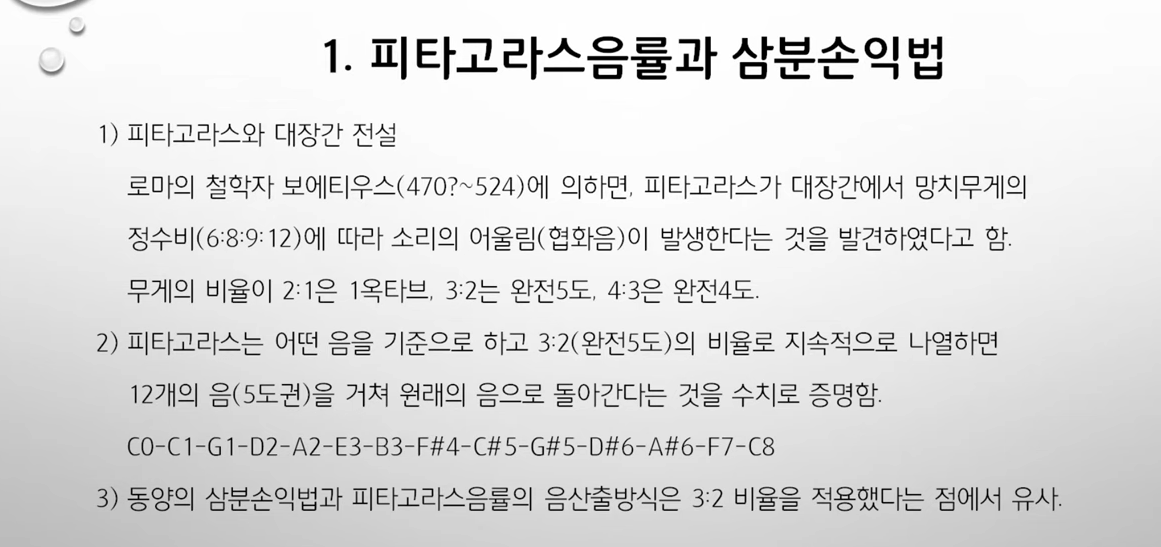 1. 피타고라스음률과 삼분손익법
1) 피타고라스와 대장간 전설
로마의 철학자 보에티우스(470?~524)에 의하면, 피타고라스가 대장간에서 망치무게의
정수비(6:8:9:12)에 따라 소리의 어울림(협화음)이 발생한다는 것을 발견하였다고 함.
무게의 비율이 2:1은 1옥타브, 3:2는 완전5도, 4:3은 완전4도.
2) 피타고라스는 어떤 음을 기준으로 하고 3:2(완전5도)의 비율로 지속적으로 나열하면
12개의 음(5도권)을 거쳐 원래의 음으로 돌아간다는 것을 수치로 증명함.
C0-C1-G1-D2-A2-E3-B3-F#4-C#5-G#5-D#6-A#6-F7-C8
3) 동양의 삼분손익법과 피타고라스음률의 음산출방식은 3:2 비율을 적용했다는 점에서 유사.